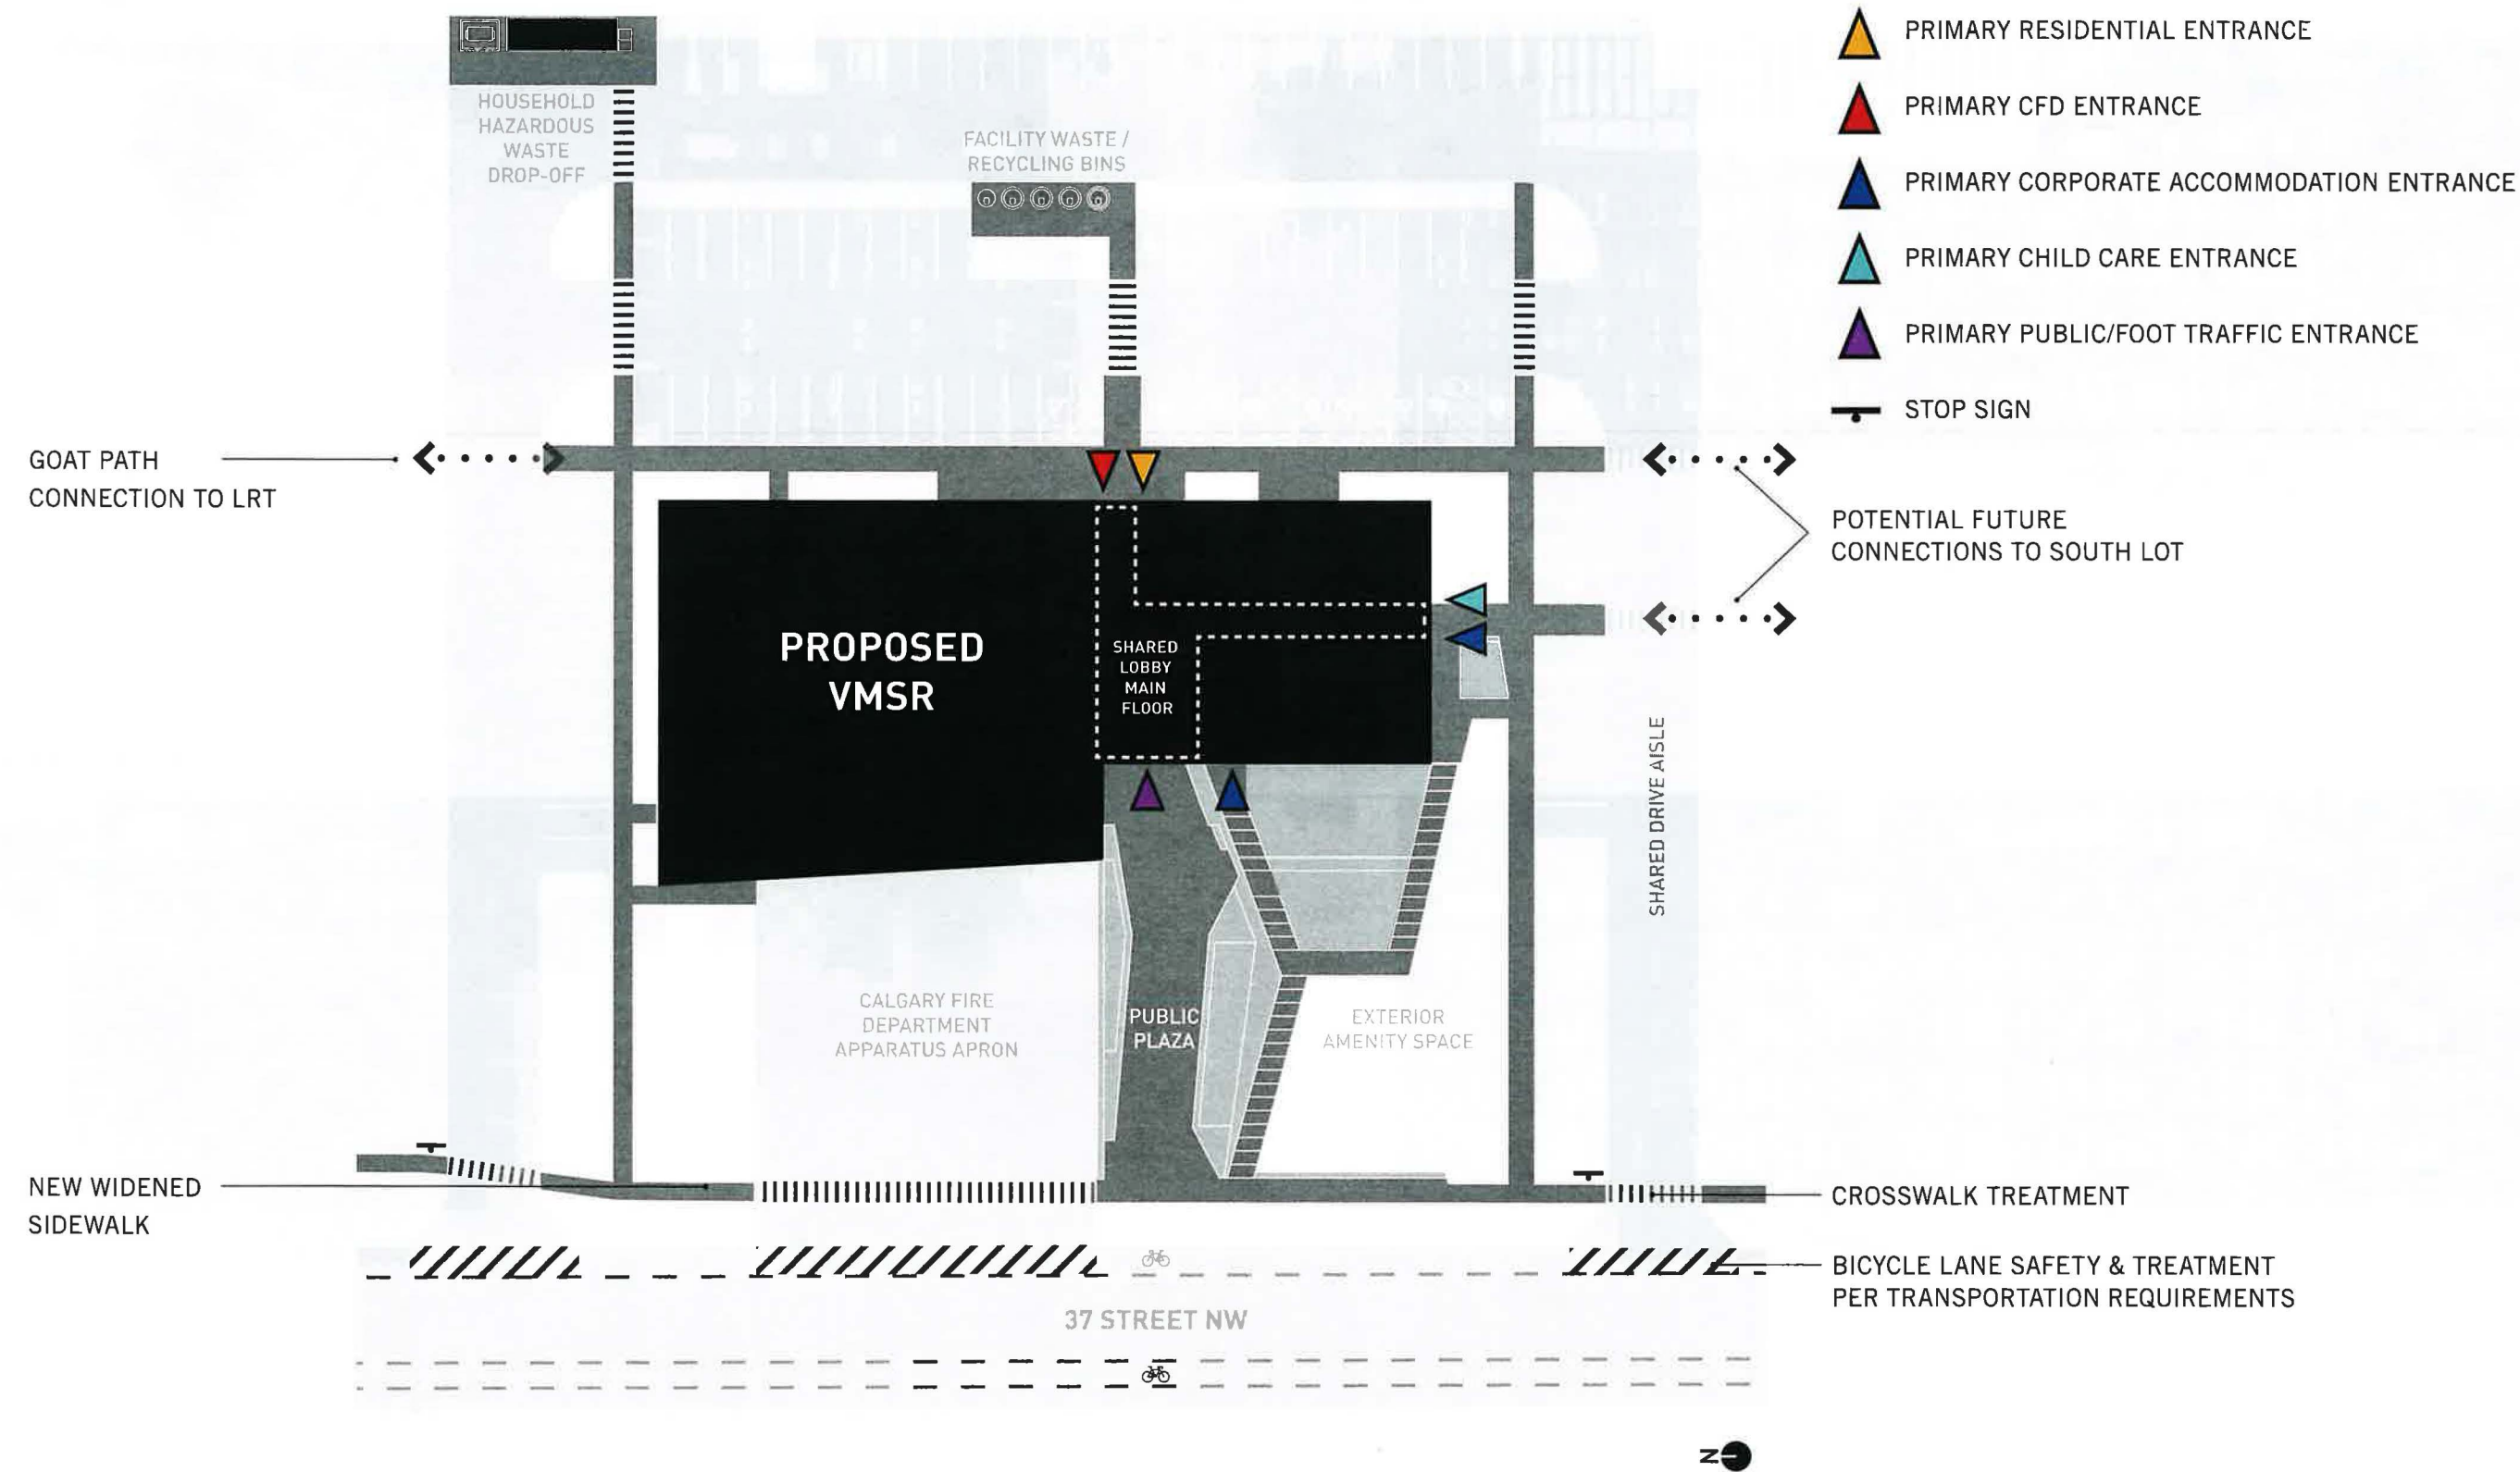 PRIMARY RESIDENTIAL ENTRANCE
PRIMARY CFD ENTRANCE
PRIMARY CORPORATE ACCOMMODATION ENTRANCE
PRIMARY CHILD CARE ENTRANCE
PRIMARY PUBLIC/FOOT TRAFFIC ENTRANCE
STOP SIGN
HOUSEHOLD
HAZARDOUS
WASTE
DROP-OFF
FACILITY WASTE /
RECYCLING BINS
GOAT PATH
CONNECTION TO LRT
POTENTIAL FUTURE
CONNECTIONS TO SOUTH LOT
PROPOSED
VMSR
SHARED
LOBBY
MAIN
FLOOR
SHARED DRIVE AISLE
CALGARY FIRE
DEPARTMENT
APPARATUS APRON
PUBLIC
PLAZA
EXTERIOR
AMENITY SPACE
NEW WIDENED
SIDEWALK
CROSSWALK TREATMENT
BICYCLE LANE SAFETY & TREATMENT
PER TRANSPORTATION REQUIREMENTS
37 STREET NW
N